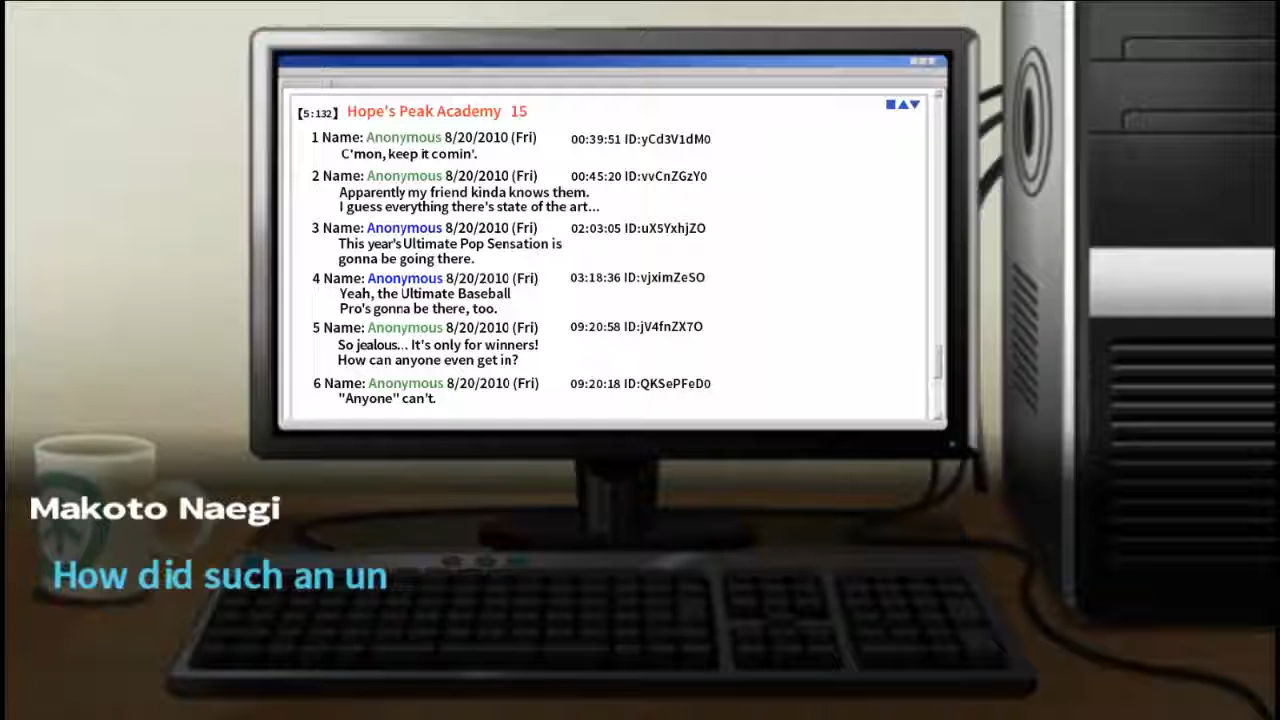 【5:132】 Hope's Peak Academy 15
1 Name: Anonymous 8/20/2010 (Fri) 00:39:51 ID:yCd3V1dM0
C'mon, keep it comin'.
2 Name: Anonymous 8/20/2010 (Fri) 00:45:20 ID:vvCnZGzY0
Apparently my friend kinda knows them.
I guess everything there's state of the art...
3 Name: Anonymous 8/20/2010 (Fri) 02:03:05 ID:uX5YxhjZO
This year's Ultimate Pop Sensation is
gonna be going there.
4 Name: Anonymous 8/20/2010 (Fri) 03:18:36 ID:vjximZeSO
Yeah, the Ultimate Baseball
Pro's gonna be there, too.
5 Name: Anonymous 8/20/2010 (Fri) 09:20:58 ID:jV4fnZX7O
So jealous... It's only for winners!
How can anyone even get in?
6 Name: Anonymous 8/20/2010 (Fri) 09:20:18 ID:QKSePFeD0
"Anyone" can't.
Makoto Naegi
How did such an un